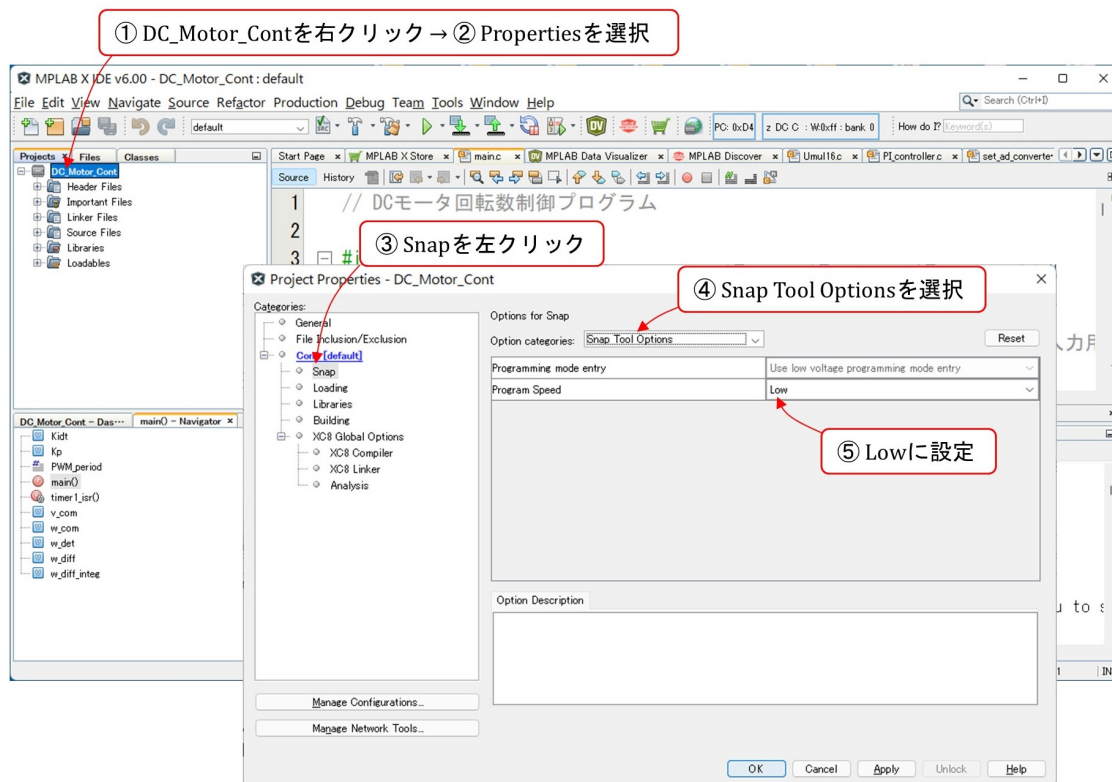 ① DC_Motor_Contを右クリック → ② Propertiesを選択
MPLAB X IDE v6.00 - DC_Motor_Cont : default
File Edit View Navigate Source Refactor Production Debug Team Tools Window Help
Search (Ctrl+I)
default
PC: 0xD4
z DC C : W:0xff : bank 0
How do I?
Keyword(s)
Projects × Files Classes
Start Page × MPLAB X Store × main.c × MPLAB Data Visualizer × MPLAB Discover × Umul16.c × PI_controller.c × set_ad_converte
DC_Motor_Cont
Header Files
Important Files
Linker Files
Source Files
Libraries
Loadables
Source History
1 // DCモータ回転数制御プログラム
2
3 #i
③ Snapを左クリック
Project Properties - DC_Motor_Cont
④ Snap Tool Optionsを選択
Categories:
General
File Inclusion/Exclusion
[default]
Snap
Loading
Libraries
Building
XC8 Global Options
XC8 Compiler
XC8 Linker
Analysis
Options for Snap
Option categories: Snap Tool Options
Reset
Programming mode entry Use low voltage programming mode entry
Program Speed Low
⑤ Lowに設定
入力用
DC_Motor_Cont - Das… main() - Navigator ×
Kidt
Kp
PWM_period
main()
timer1_isr()
v_com
w_com
w_det
w_diff
w_diff_integ
Option Description
u to s
1 IN
Manage Configurations...
Manage Network Tools...
OK Cancel Apply Unlock Help